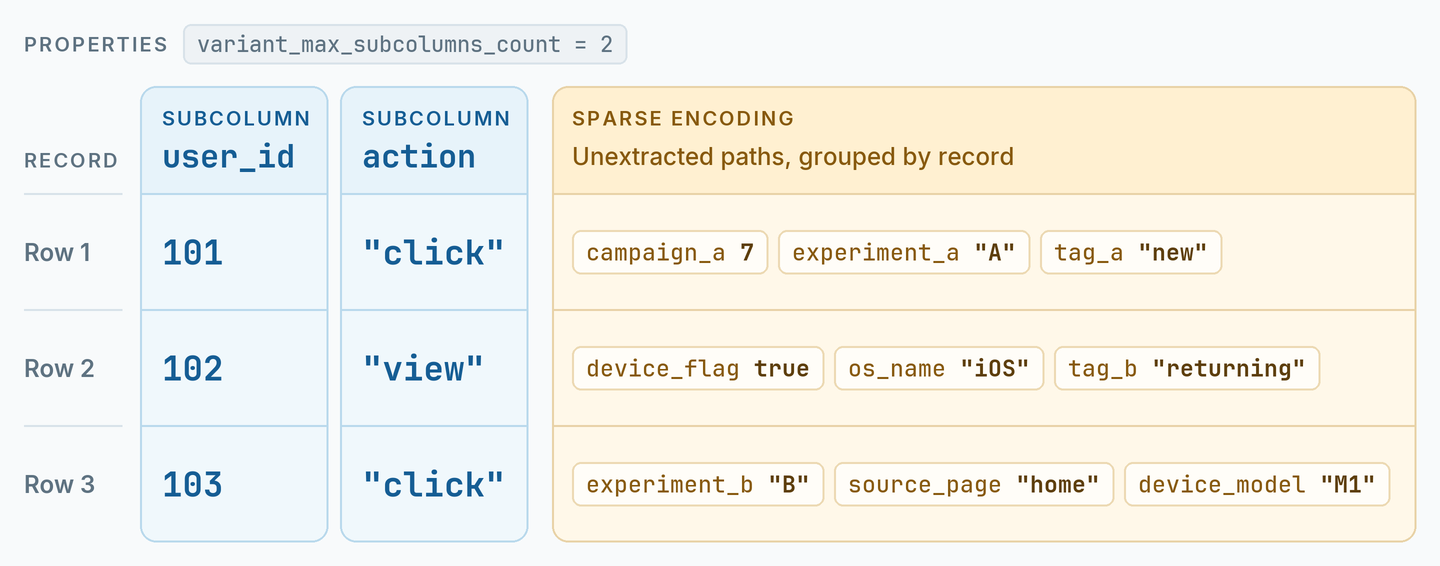 PROPERTIES variant_max_subcolumns_count = 2
RECORD
SUBCOLUMN
user_id
SUBCOLUMN
action
SPARSE ENCODING
Unextracted paths, grouped by record
Row 1 101 "click" campaign_a 7 experiment_a "A" tag_a "new"
Row 2 102 "view" device_flag true os_name "iOS" tag_b "returning"
Row 3 103 "click" experiment_b "B" source_page "home" device_model "M1"